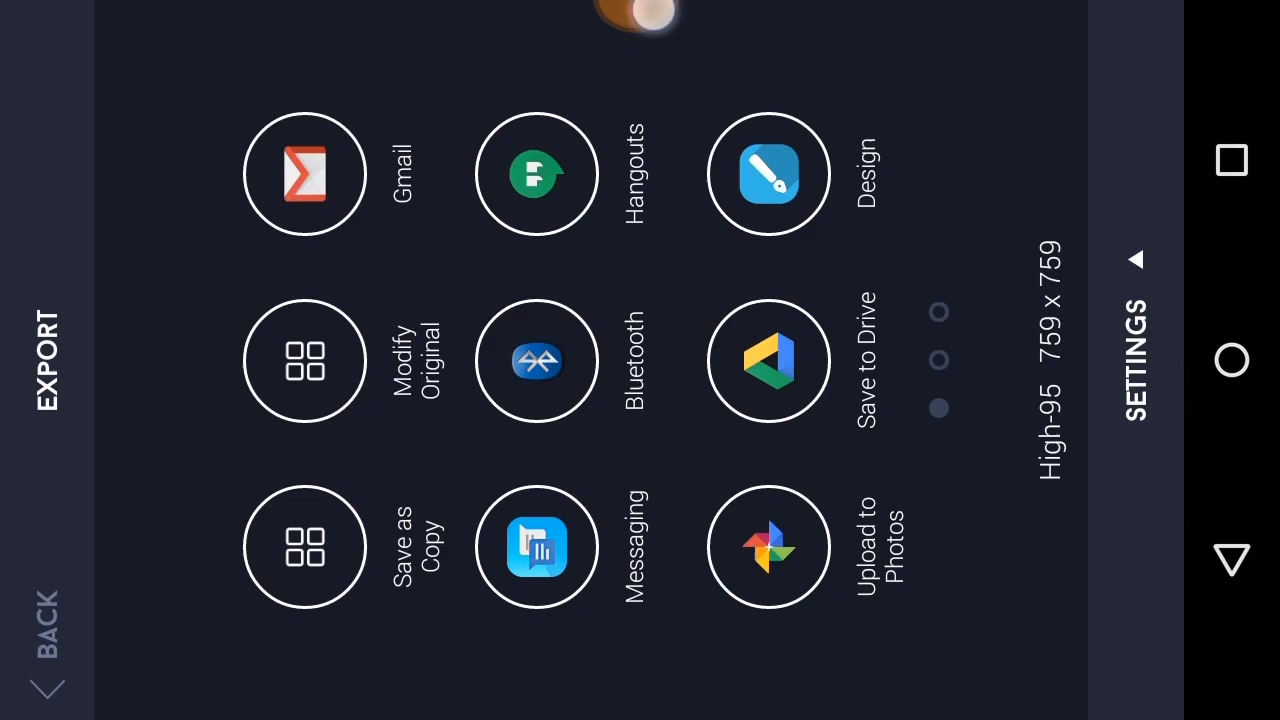 BACK
EXPORT
Save as
Copy
Modify
Original
Gmail
Messaging
Bluetooth
Hangouts
Upload to
Photos
Save to Drive
Design
High-95 759 x 759
SETTINGS